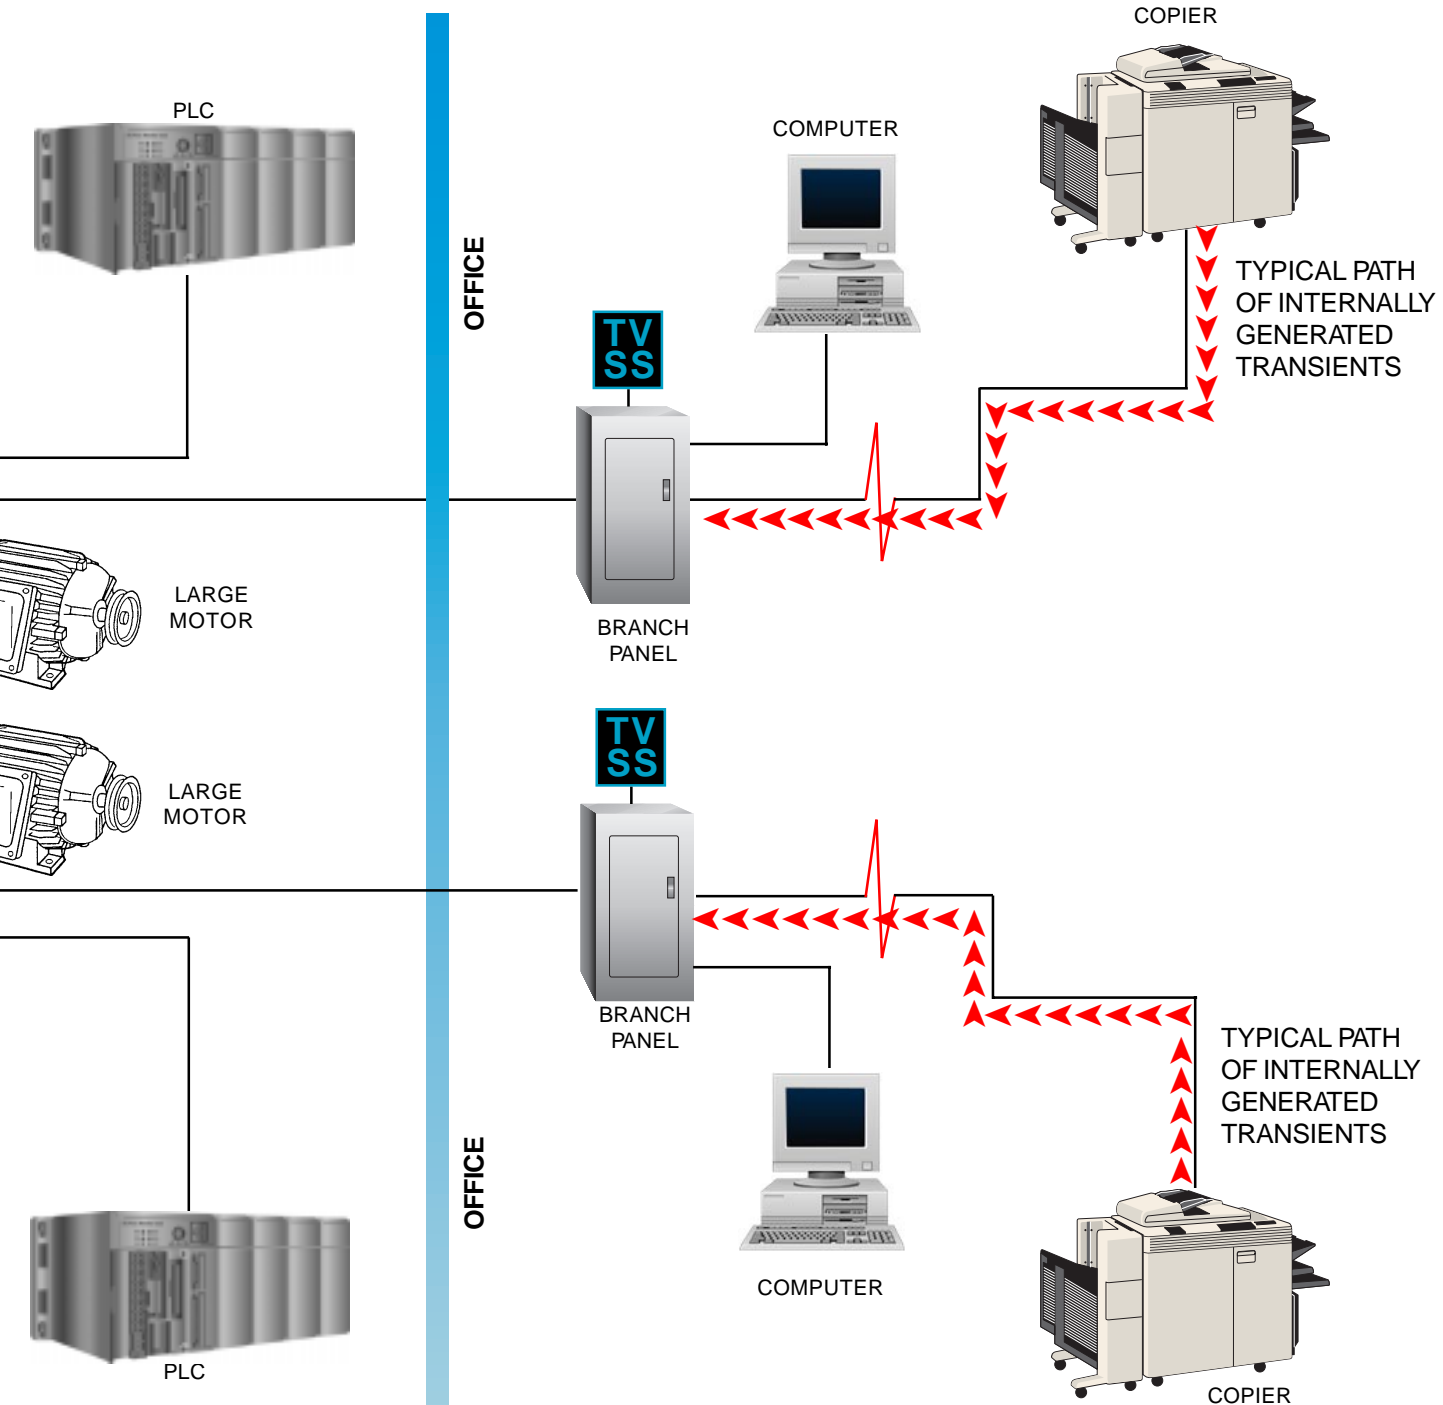 COPIER
PLC
COMPUTER
OFFICE
TYPICAL PATH
OF INTERNALLY
GENERATED
TRANSIENTS
TV
SS
LARGE
MOTOR
BRANCH
PANEL
TV
SS
LARGE
MOTOR
BRANCH
PANEL
TYPICAL PATH
OF INTERNALLY
GENERATED
TRANSIENTS
OFFICE
COMPUTER
PLC
COPIER